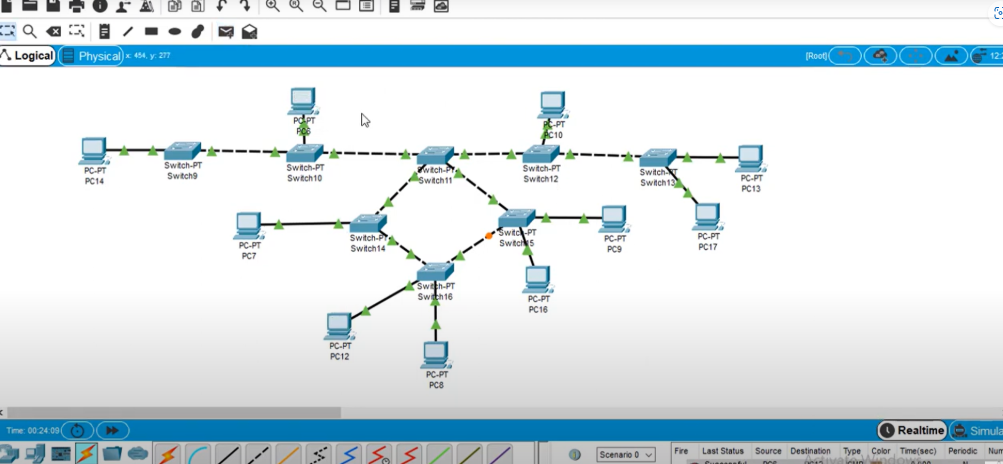 Logical
Physical
x: 454, y: 277
[Root]
PC-PT
PC6
PC-PT
PC10
PC-PT
PC14
Switch-PT
Switch9
Switch-PT
Switch10
Switch-PT
Switch11
Switch-PT
Switch12
Switch-PT
Switch13
PC-PT
PC13
PC-PT
PC7
Switch-PT
Switch14
Switch-PT
Switch15
PC-PT
PC9
PC-PT
PC17
Switch-PT
Switch16
PC-PT
PC16
PC-PT
PC12
PC-PT
PC8
Time: 00:24:09
Realtime
Scenario 0
Fire Last Status Source Destination Type Color Time(sec) Periodic
Successful